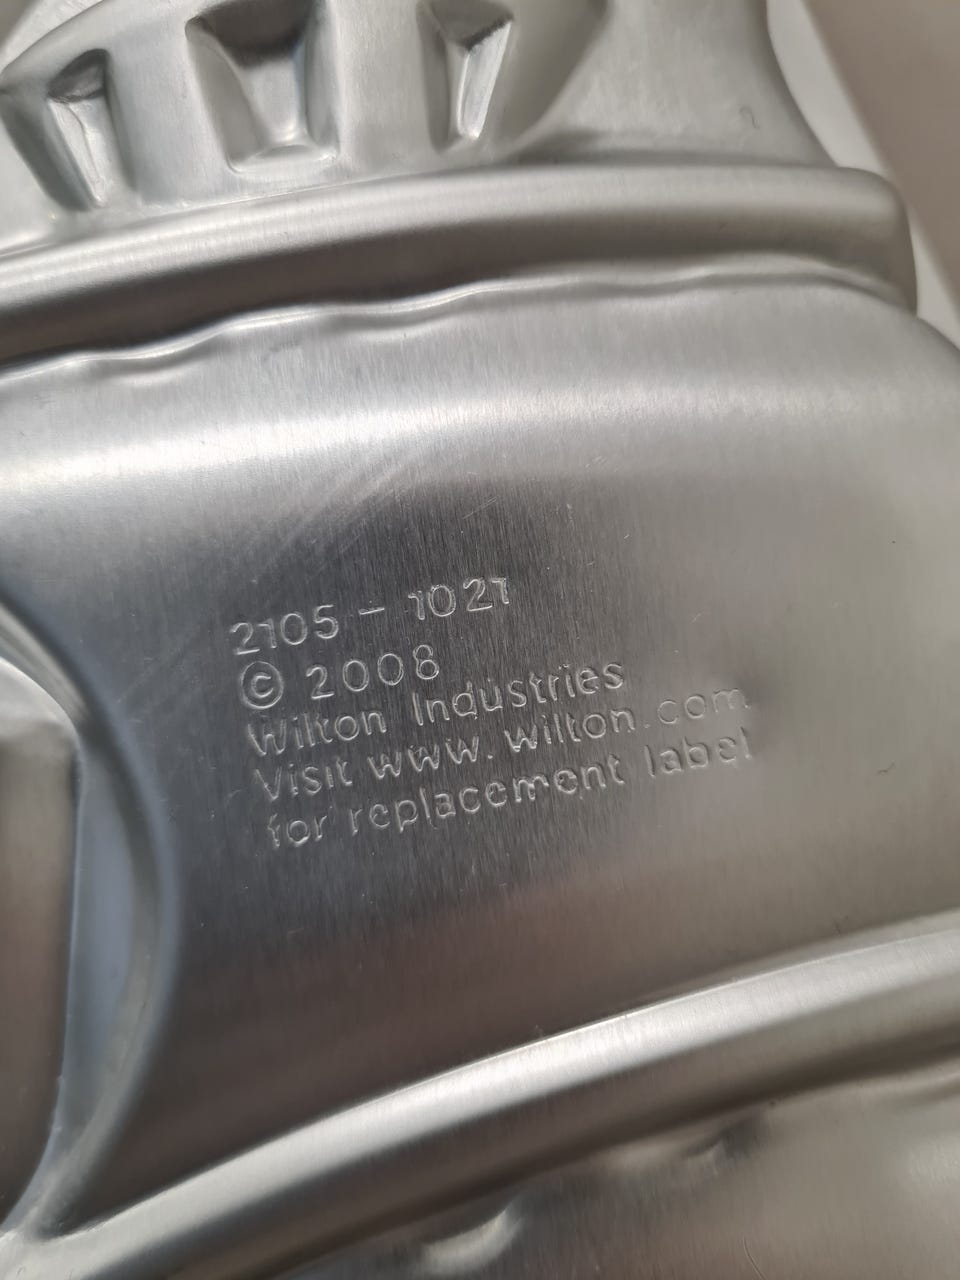 2105 - 1021
© 2008
Wilton Industries
Visit www.wilton.com
for replacement label